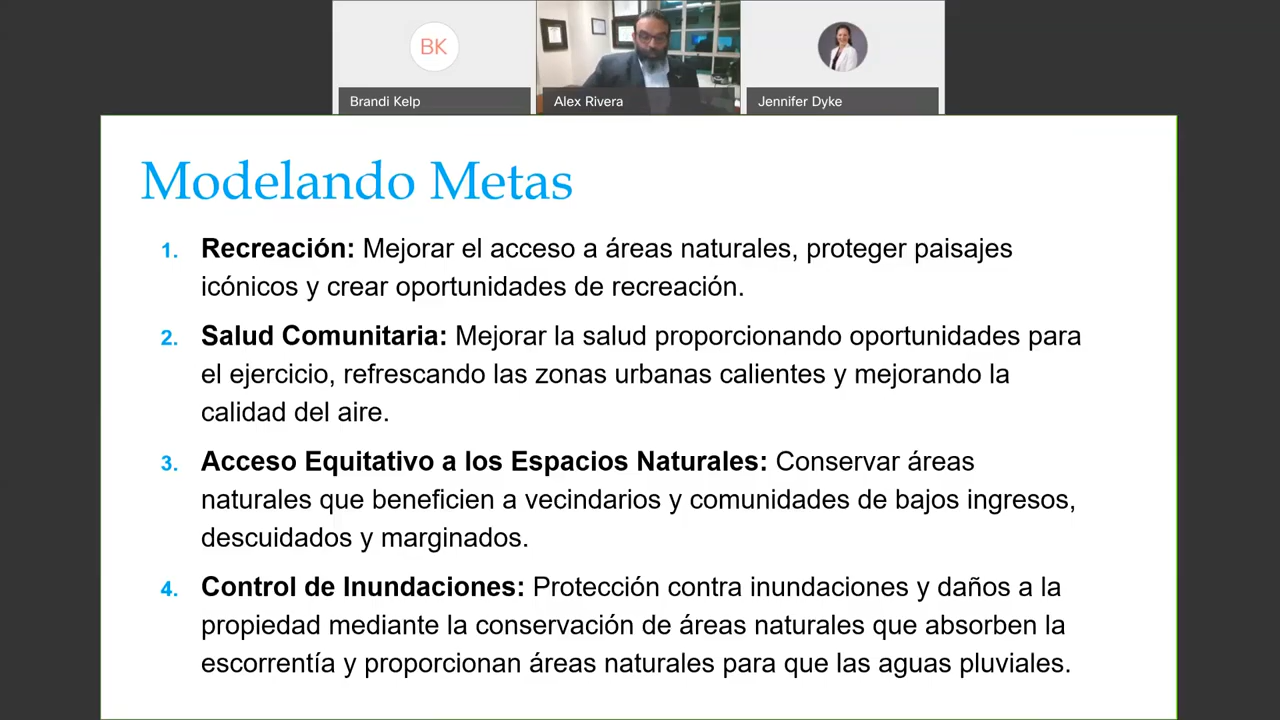 BK
Brandi Kelp
Alex Rivera
Jennifer Dyke
Modelando Metas
1. Recreación: Mejorar el acceso a áreas naturales, proteger paisajes
icónicos y crear oportunidades de recreación.
2. Salud Comunitaria: Mejorar la salud proporcionando oportunidades para
el ejercicio, refrescando las zonas urbanas calientes y mejorando la
calidad del aire.
3. Acceso Equitativo a los Espacios Naturales: Conservar áreas
naturales que beneficien a vecindarios y comunidades de bajos ingresos,
descuidados y marginados.
4. Control de Inundaciones: Protección contra inundaciones y daños a la
propiedad mediante la conservación de áreas naturales que absorben la
escorrentía y proporcionan áreas naturales para que las aguas pluviales.